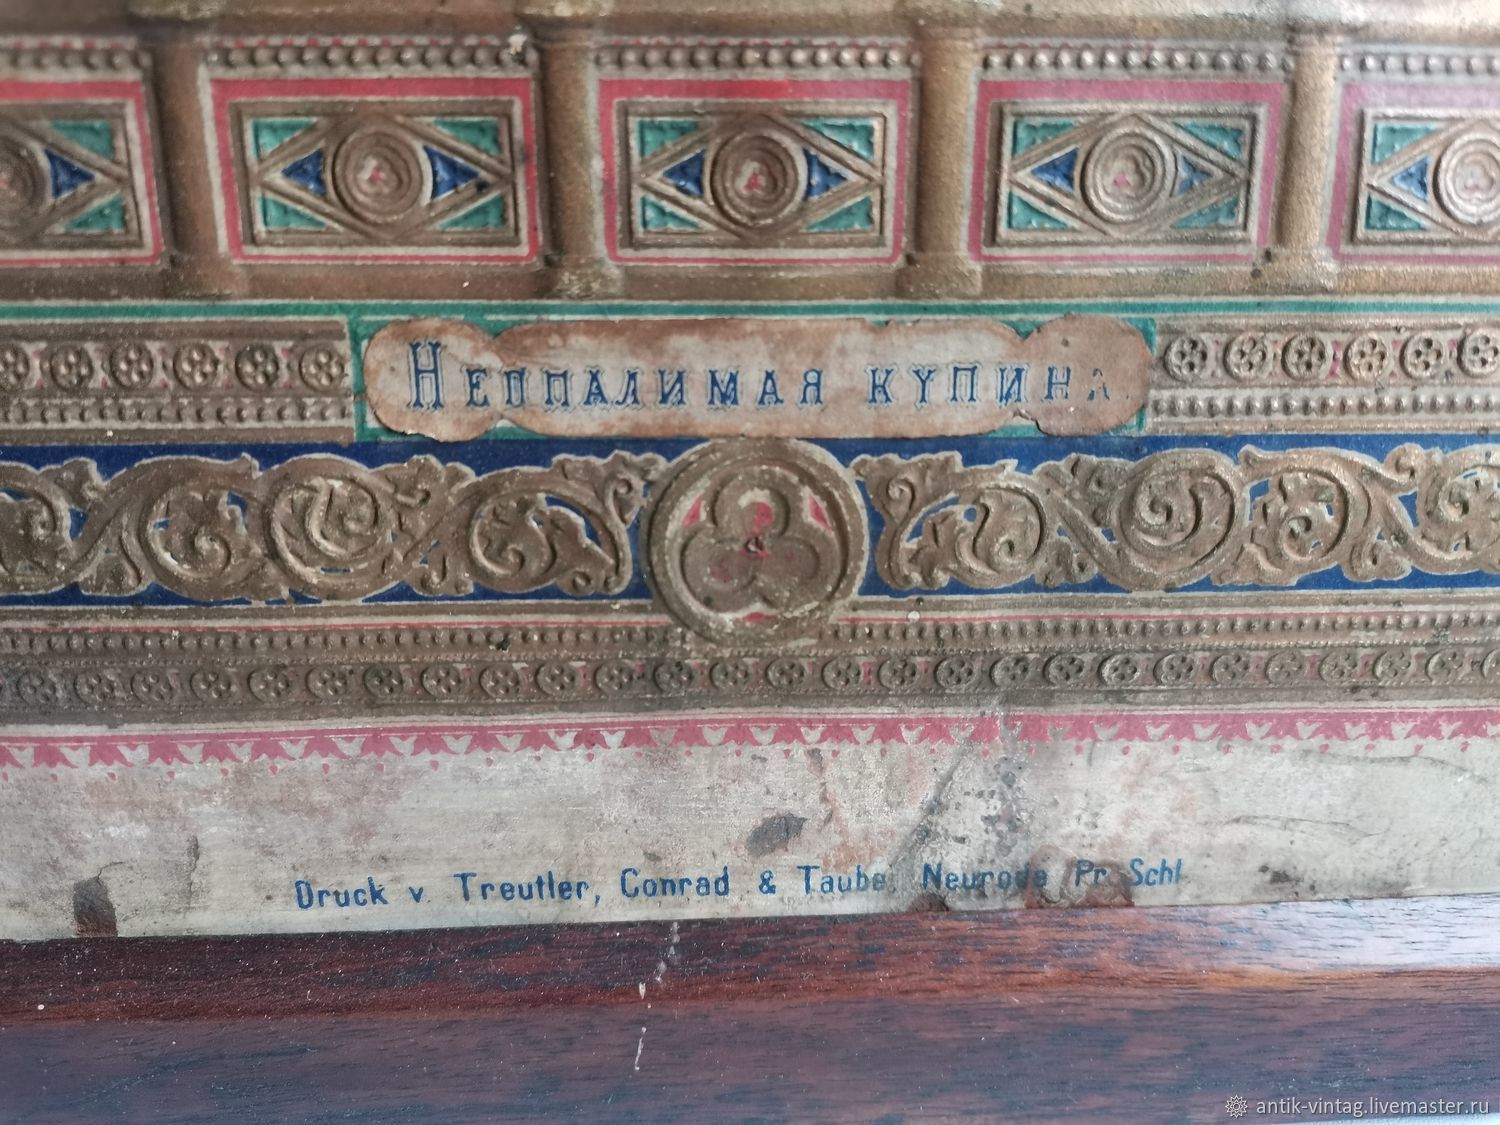 Неопалимая купина
Druck v Treutler, Conrad & Taube Neurode Pr Schl
antik-vintag.livemaster.ru